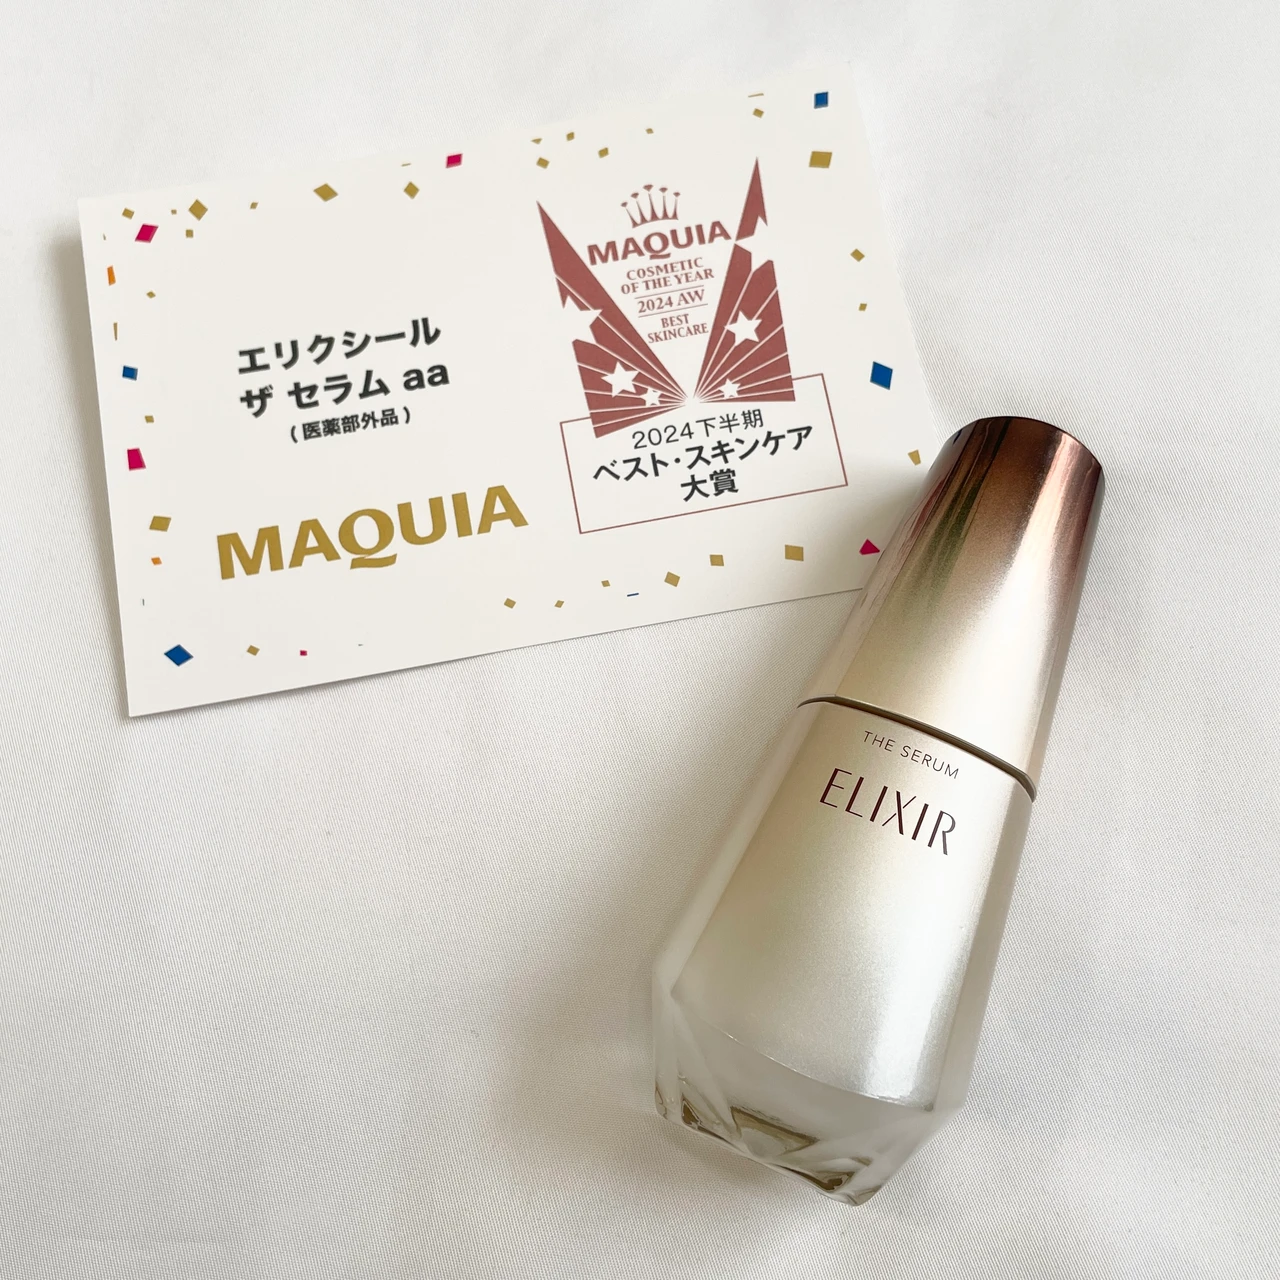 エリクシール
ザ セラム aa
(医薬部外品)
MAQUIA
MAQUIA
COSMETIC
OF THE YEAR
2024 AW
BEST
SKINCARE
2024下半期
ベスト・スキンケア
大賞
THE SERUM
ELIXIR